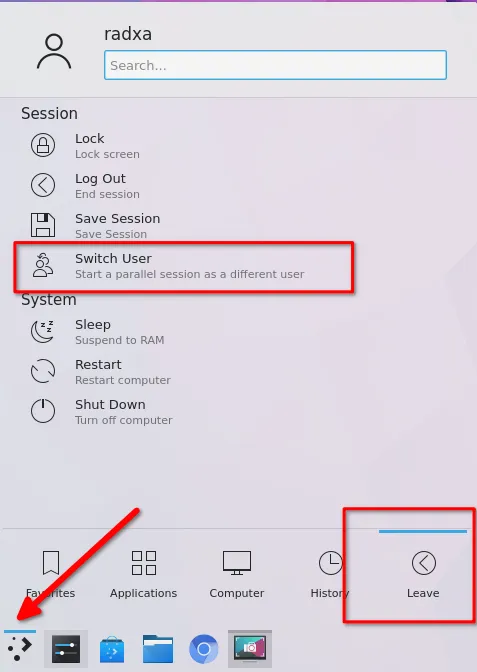 radxa
Search...
Session
Lock
Lock screen
Log Out
End session
Save Session
Save Session
Switch User
Start a parallel session as a different user
System
Sleep
Suspend to RAM
Restart
Restart computer
Shut Down
Turn off computer
Favorites Applications Computer History Leave